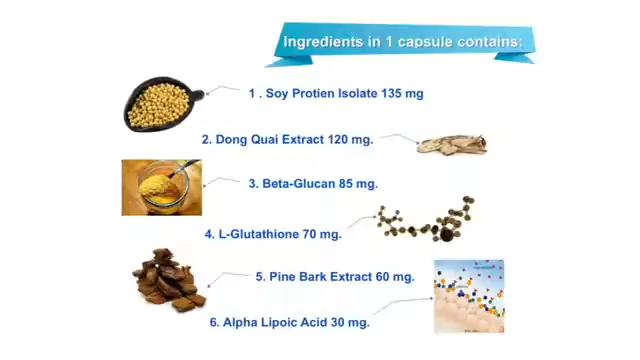 Ingredients in 1 capsule contains:
1 . Soy Protien Isolate 135 mg
2. Dong Quai Extract 120 mg.
3. Beta-Glucan 85 mg.
4. L-Glutathione 70 mg.
5. Pine Bark Extract 60 mg.
6. Alpha Lipoic Acid 30 mg.